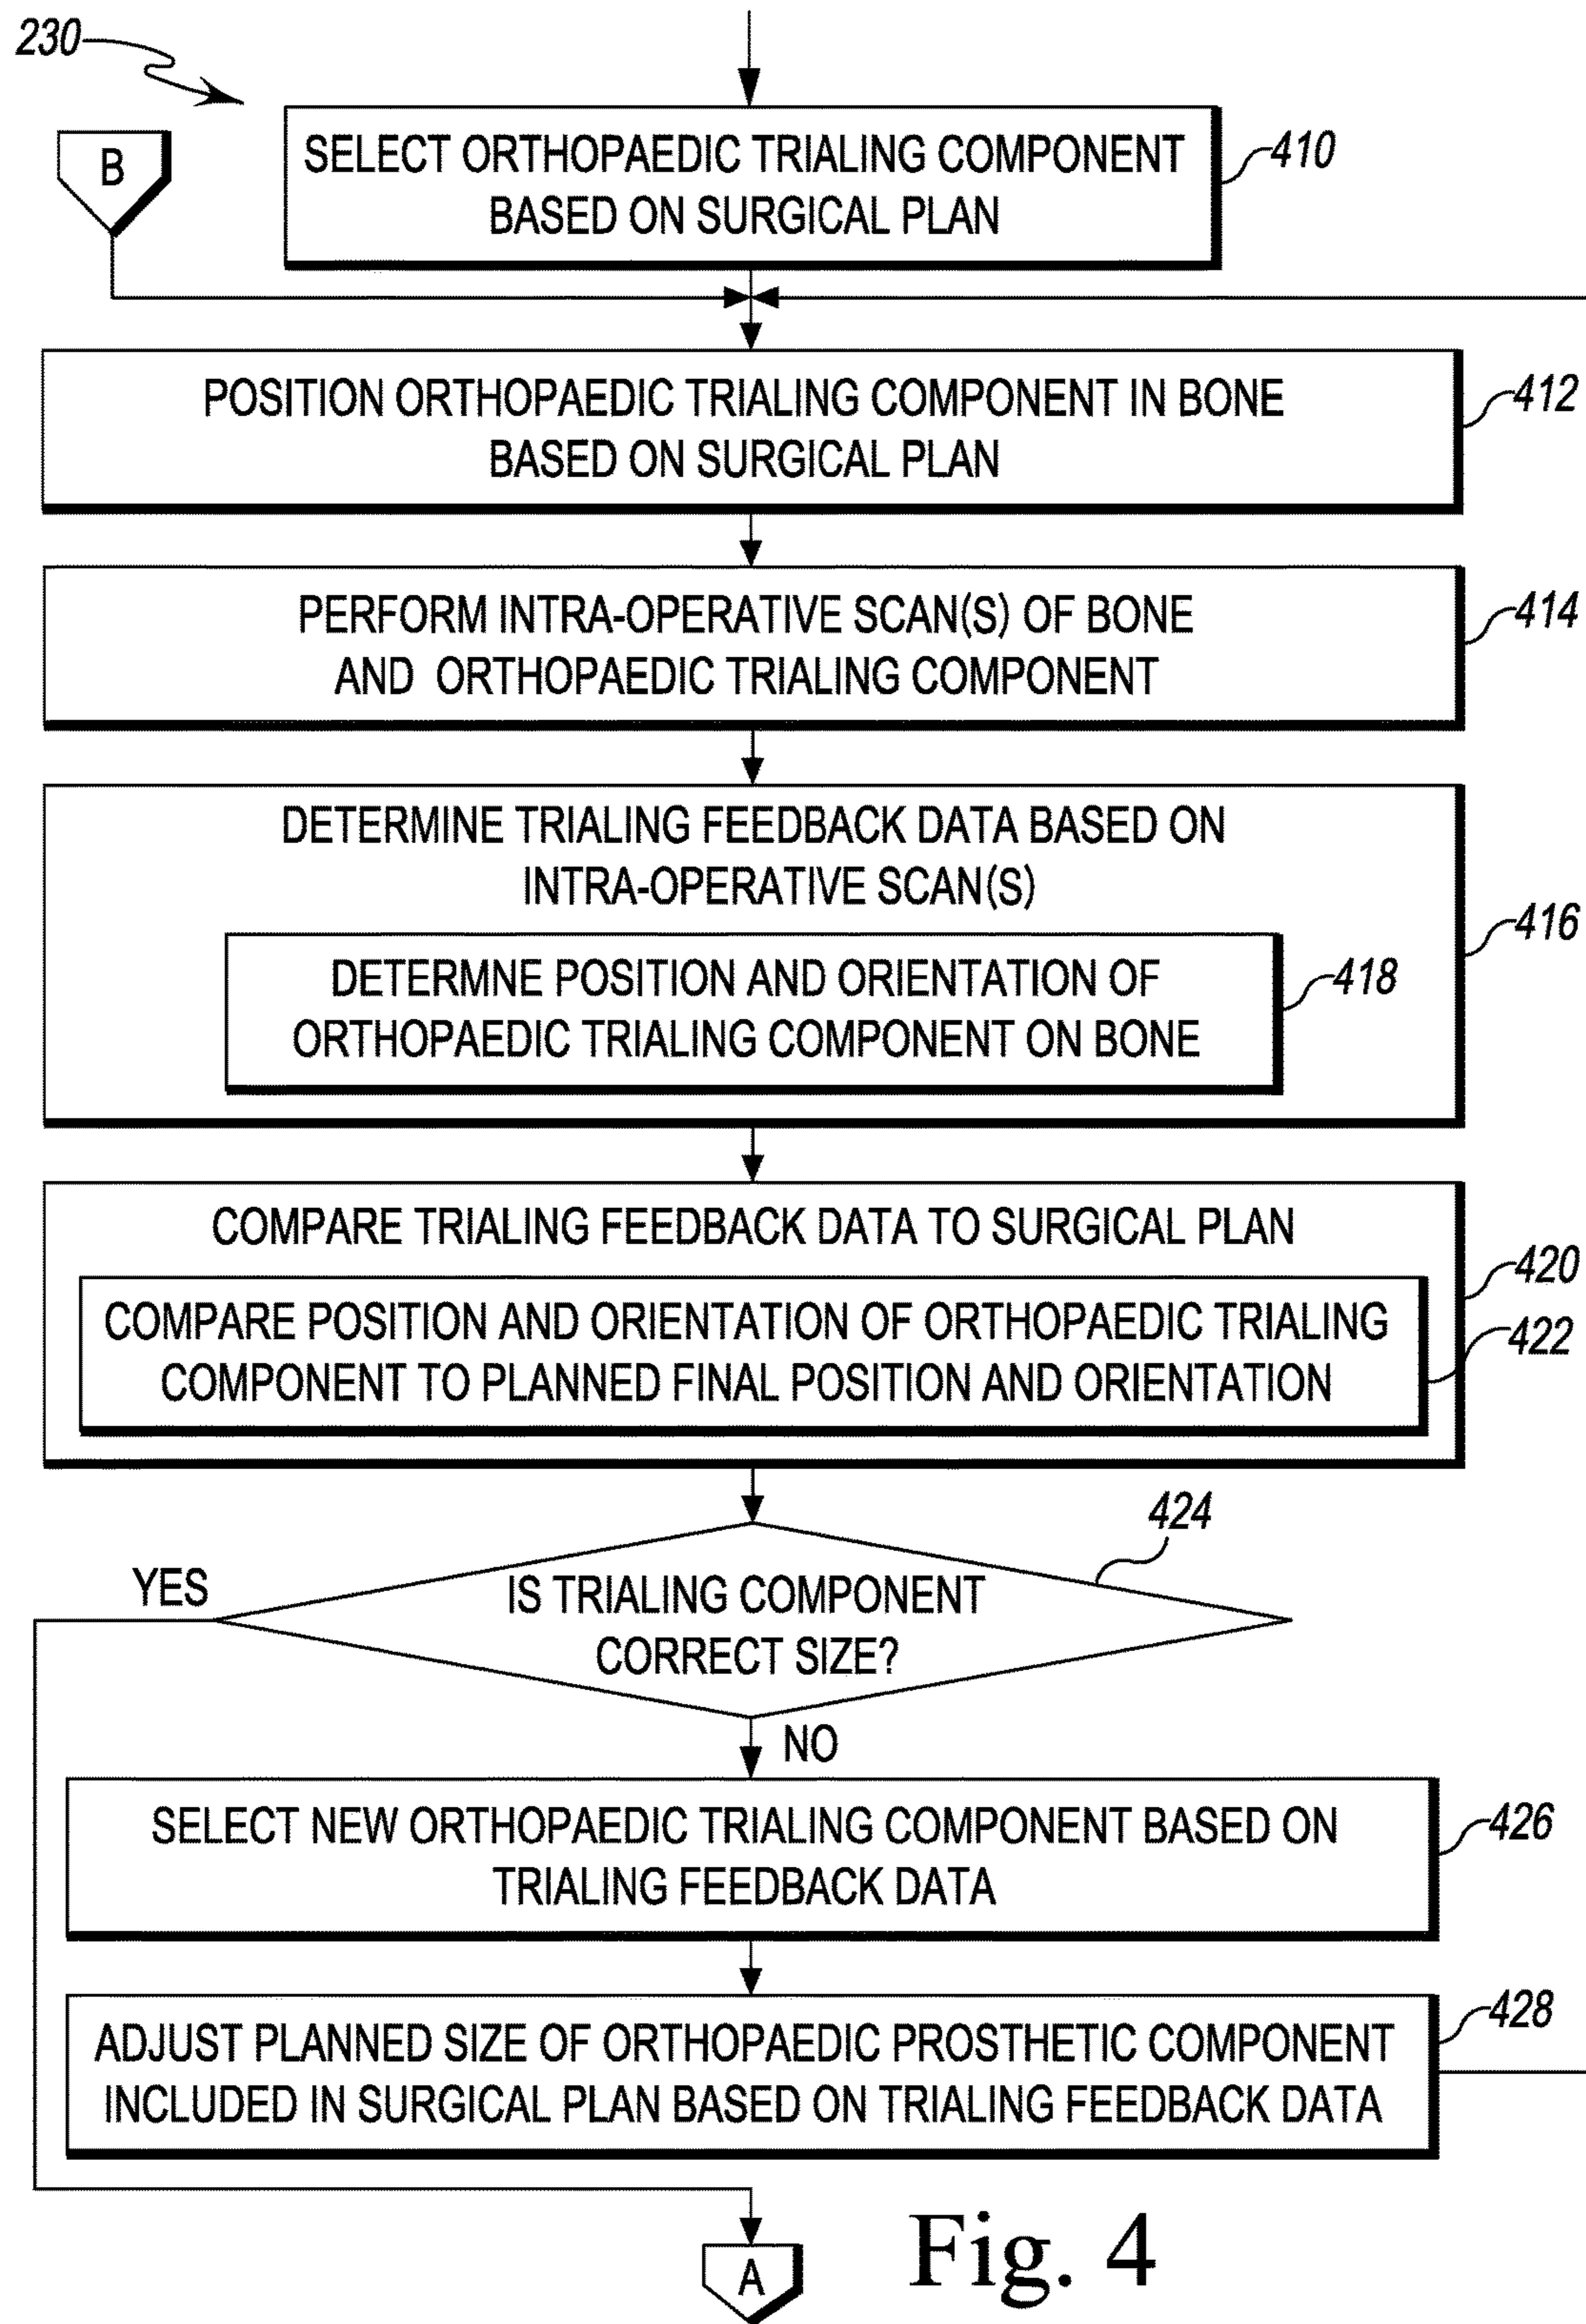 230
B
SELECT ORTHOPAEDIC TRIALING COMPONENT
BASED ON SURGICAL PLAN
410
POSITION ORTHOPAEDIC TRIALING COMPONENT IN BONE
BASED ON SURGICAL PLAN
412
PERFORM INTRA-OPERATIVE SCAN(S) OF BONE
AND ORTHOPAEDIC TRIALING COMPONENT
414
DETERMINE TRIALING FEEDBACK DATA BASED ON
INTRA-OPERATIVE SCAN(S)
416
DETERMNE POSITION AND ORIENTATION OF
ORTHOPAEDIC TRIALING COMPONENT ON BONE
418
COMPARE TRIALING FEEDBACK DATA TO SURGICAL PLAN
420
COMPARE POSITION AND ORIENTATION OF ORTHOPAEDIC TRIALING
COMPONENT TO PLANNED FINAL POSITION AND ORIENTATION
422
424
YES
IS TRIALING COMPONENT
CORRECT SIZE?
NO
SELECT NEW ORTHOPAEDIC TRIALING COMPONENT BASED ON
TRIALING FEEDBACK DATA
426
ADJUST PLANNED SIZE OF ORTHOPAEDIC PROSTHETIC COMPONENT
INCLUDED IN SURGICAL PLAN BASED ON TRIALING FEEDBACK DATA
428
A
Fig. 4